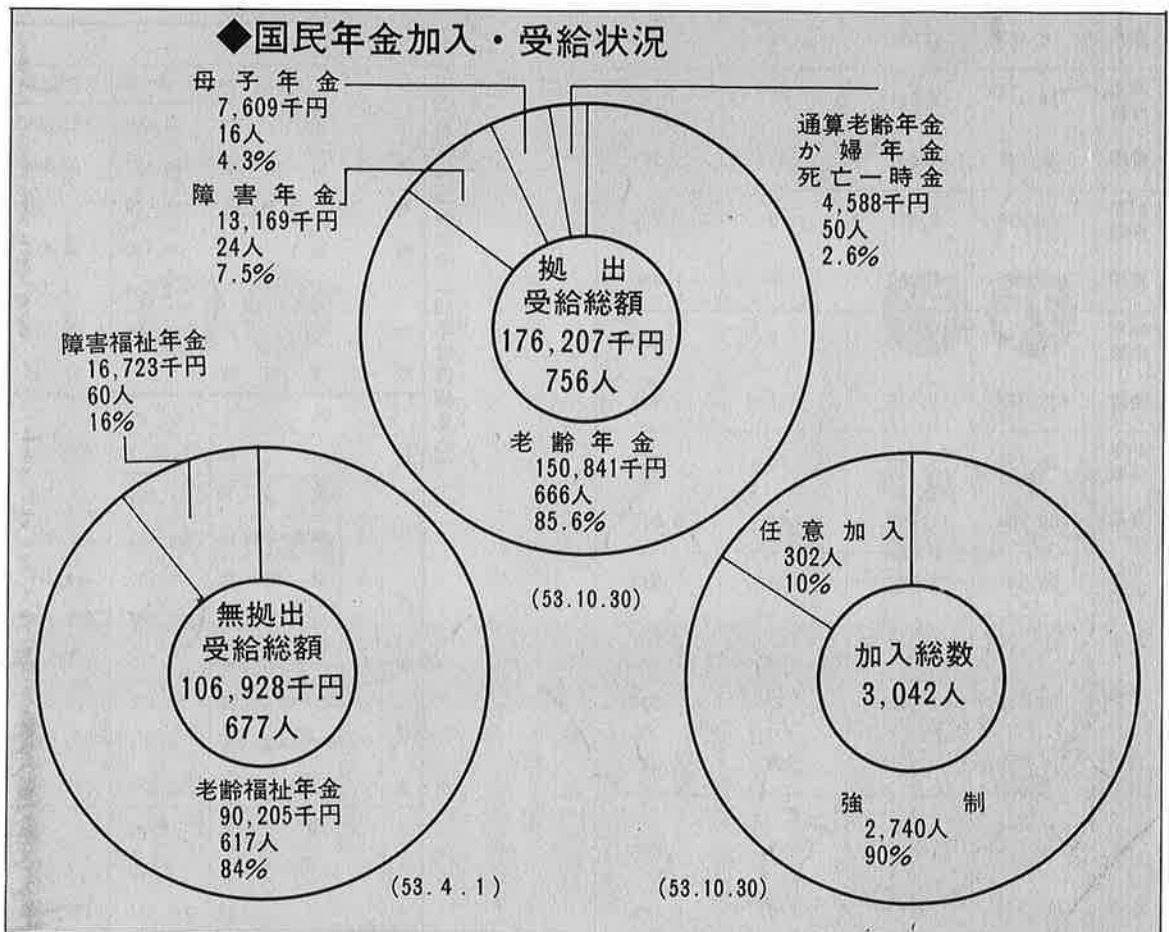 ◆国民年金加入・受給状況
母子年金
7,609千円
16人
4.3%
障害年金
13,169千円
24人
7.5%
通算老齢年金
か婦年金
死亡一時金
4,588千円
50人
2.6%
拠出
受給総額
176,207千円
756人
老齢年金
150,841千円
666人
85.6%
(53.10.30)
障害福祉年金
16,723千円
60人
16%
無拠出
受給総額
106,928千円
677人
老齢福祉年金
90,205千円
617人
84%
(53.4.1)
任意加入
302人
10%
加入総数
3,042人
強制
2,740人
90%
(53.10.30)